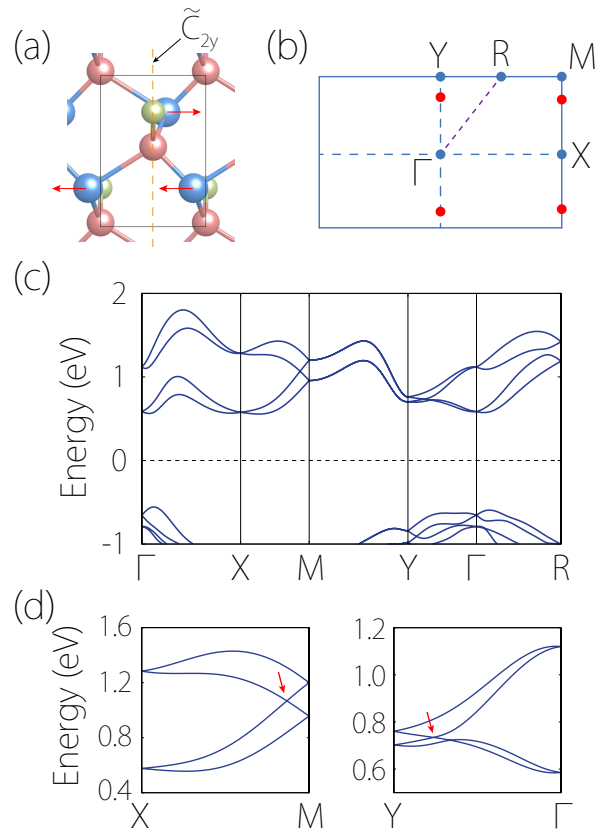 (a)
C̃2y
(b)
Y R M
Γ X
(c)
Energy (eV)
2
1
0
-1
Γ X M Y Γ R
(d)
Energy (eV)
1.6
1.2
0.8
0.4
X M
1.2
1.0
0.8
0.6
Y Γ